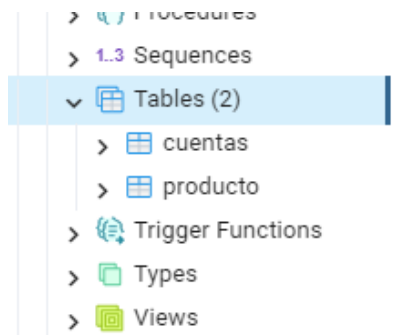 Procedures
1..3 Sequences
Tables (2)
cuentas
producto
Trigger Functions
Types
Views